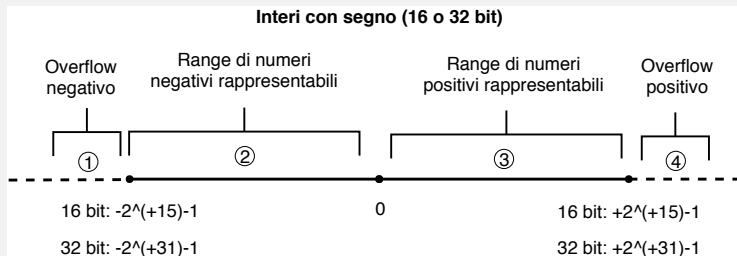 Interi con segno (16 o 32 bit)
Overflow
negativo
Range di numeri
negativi rappresentabili
Range di numeri
positivi rappresentabili
Overflow
positivo
① ② ③ ④
16 bit: -2^(+15)-1
0
16 bit: +2^(+15)-1
32 bit: -2^(+31)-1
32 bit: +2^(+31)-1